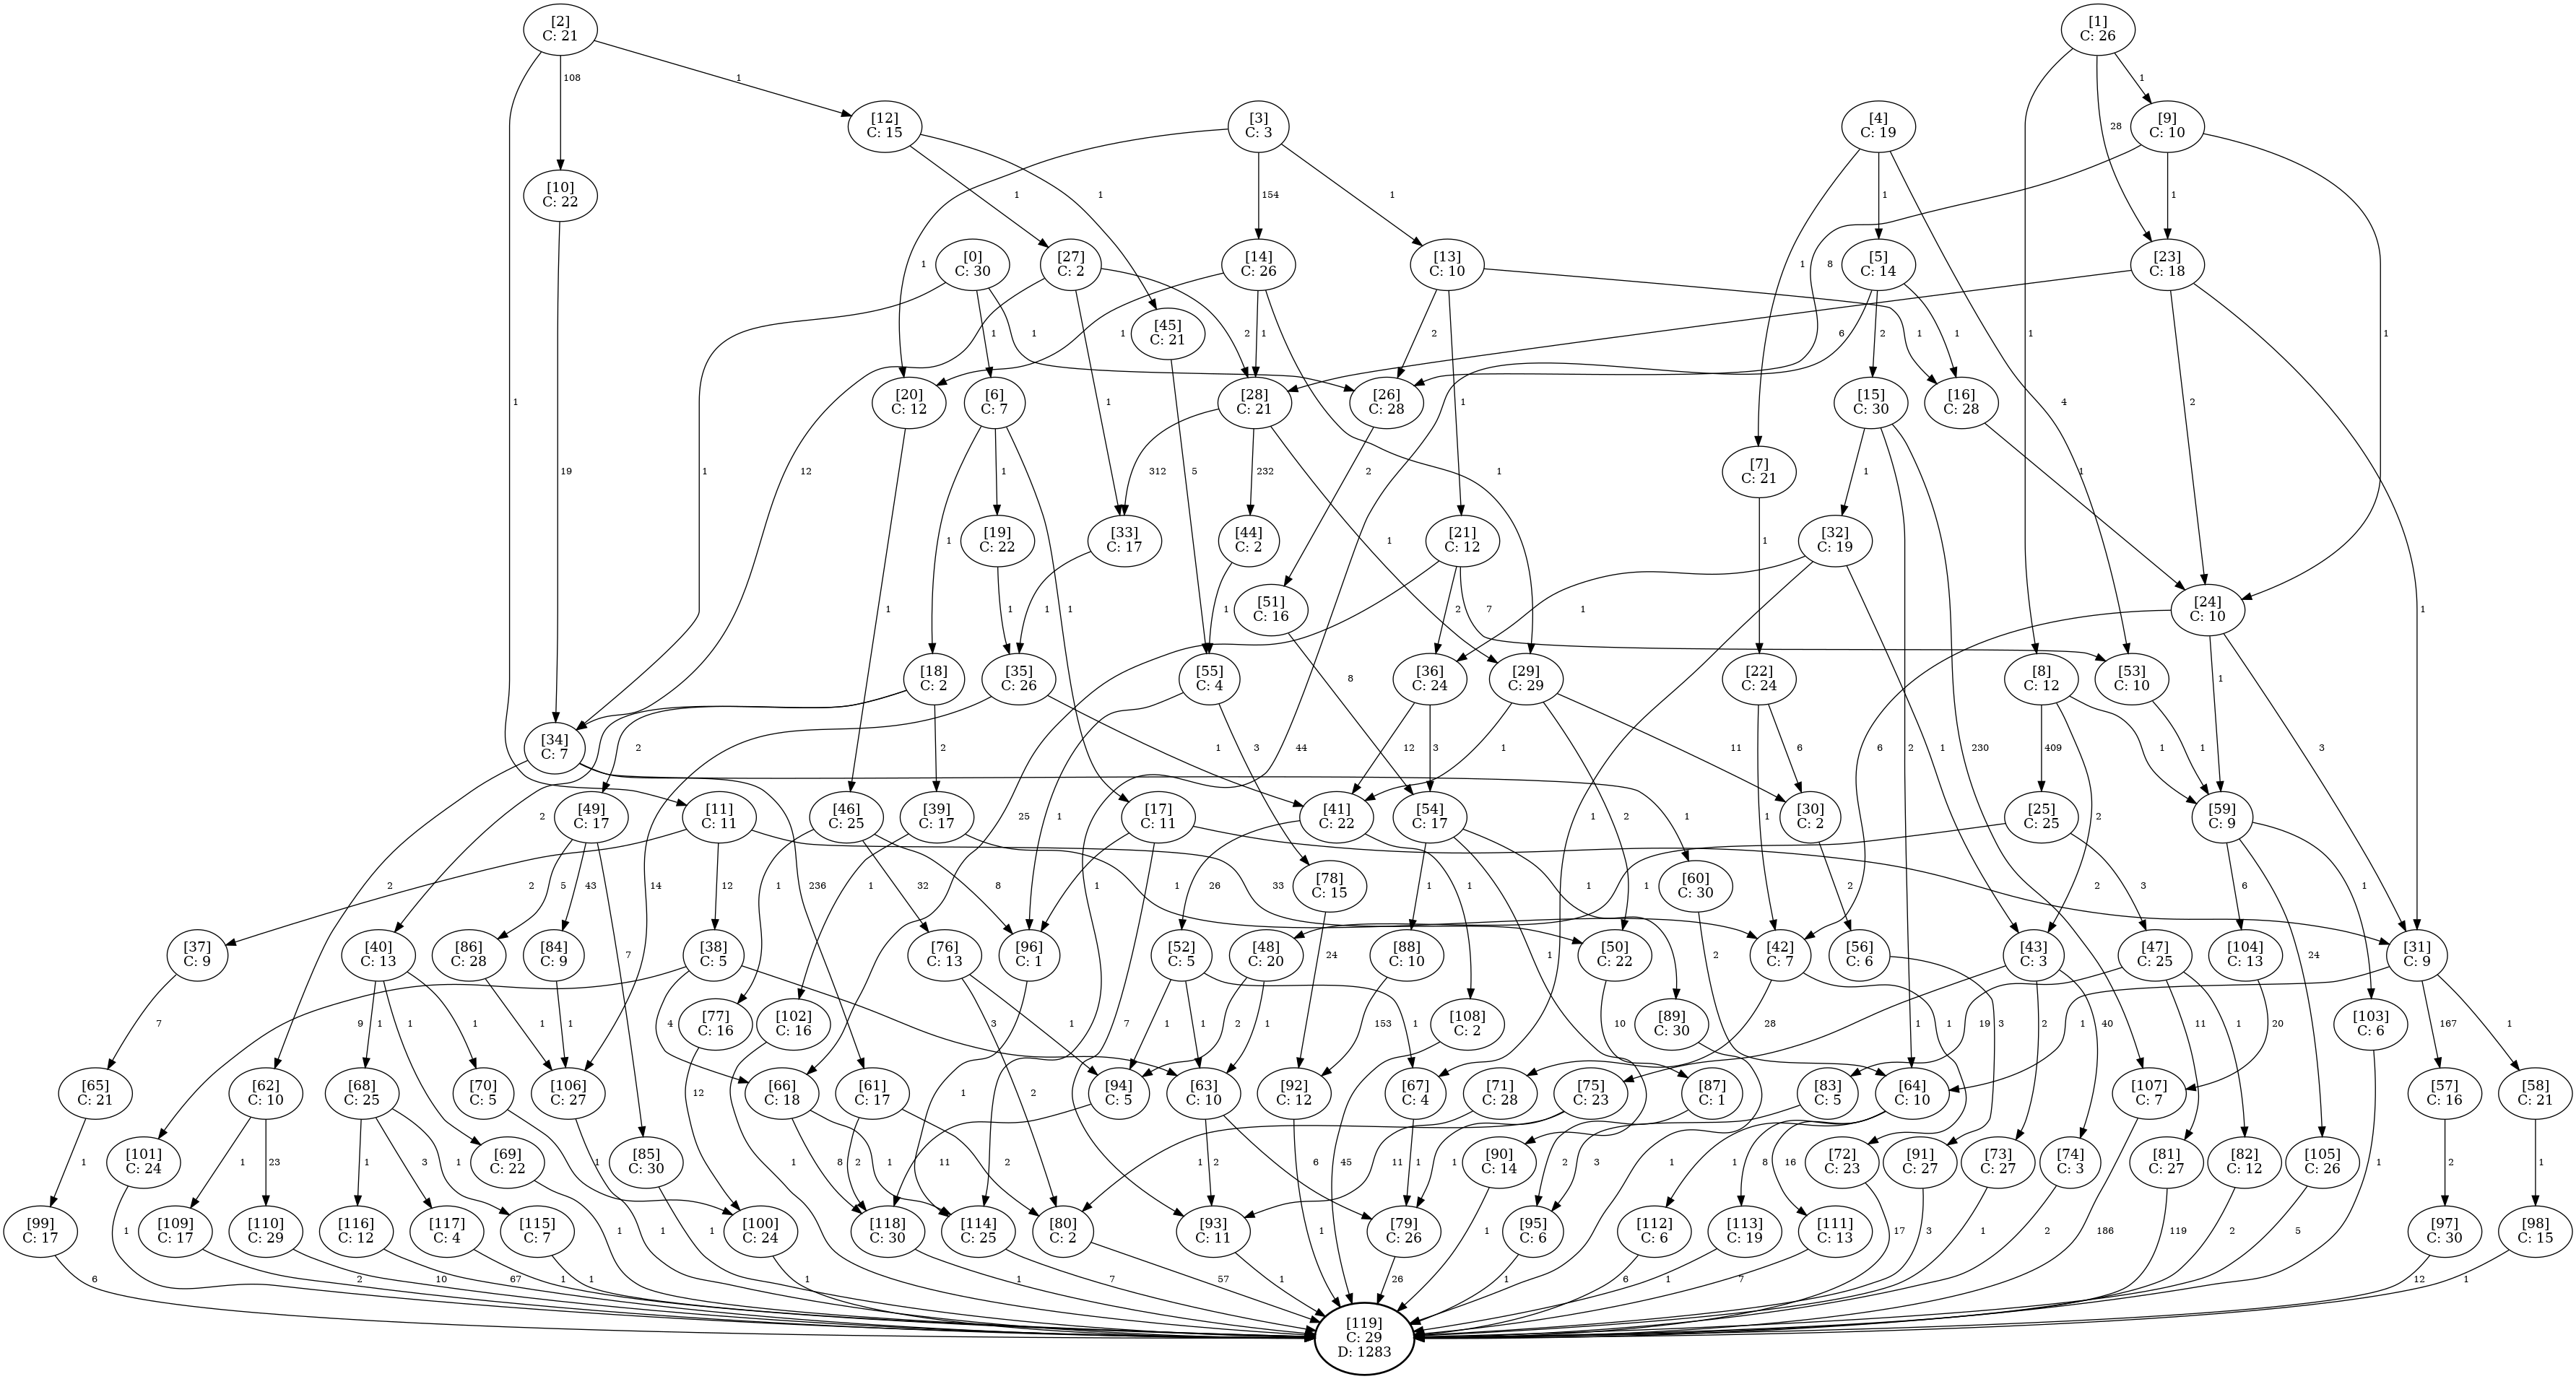 [2]
C: 21
[1]
C: 26
1
108
1
28
[12]
C: 15
[3]
C: 3
[4]
C: 19
[9]
C: 10
[10]
C: 22
1
1
154
1
1
1
[0]
C: 30
[27]
C: 2
1
[14]
C: 26
[13]
C: 10
1
8
[5]
C: 14
[23]
C: 18
1
1
[45]
C: 21
2
1
1
2
1
6
2
1
1
1
[20]
C: 12
[6]
C: 7
[28]
C: 21
[26]
C: 28
[15]
C: 30
[16]
C: 28
1
1
4
2
19
1
12
1
5
312
232
2
1
1
1
[7]
C: 21
1
[19]
C: 22
[33]
C: 17
[44]
C: 2
[21]
C: 12
[32]
C: 19
1
1
1
1
1
1
1
[51]
C: 16
2
7
1
1
[24]
C: 10
1
[18]
C: 2
[35]
C: 26
[55]
C: 4
8
[36]
C: 24
[29]
C: 29
[22]
C: 24
[8]
C: 12
[53]
C: 10
1
[34]
C: 7
2
2
1
3
44
12
3
1
11
6
1
230
2
6
409
1
1
3
[49]
C: 17
[11]
C: 11
[46]
C: 25
[39]
C: 17
[17]
C: 11
1
25
[41]
C: 22
[54]
C: 17
2
[30]
C: 2
1
1
2
[25]
C: 25
[59]
C: 9
2
2
5
43
2
12
14
236
1
32
8
1
[78]
C: 15
1
33
1
26
1
1
1
[60]
C: 30
2
2
3
6
24
1
[37]
C: 9
[40]
C: 13
[86]
C: 28
[84]
C: 9
7
[38]
C: 5
[76]
C: 13
[96]
C: 1
[52]
C: 5
[48]
C: 20
24
[88]
C: 10
1
[50]
C: 22
2
[42]
C: 7
[56]
C: 6
[43]
C: 3
[47]
C: 25
[104]
C: 13
[31]
C: 9
7
9
1
1
1
1
1
4
[77]
C: 16
[102]
C: 16
3
1
7
1
1
2
1
1
[108]
C: 2
153
[89]
C: 30
10
28
1
1
3
2
40
19
11
1
20
1
[103]
C: 6
167
1
[65]
C: 21
[62]
C: 10
[68]
C: 25
[70]
C: 5
[106]
C: 27
[66]
C: 18
[61]
C: 17
12
1
2
[94]
C: 5
[63]
C: 10
[92]
C: 12
[67]
C: 4
[71]
C: 28
[75]
C: 23
[87]
C: 1
[83]
C: 5
[64]
C: 10
[107]
C: 7
[57]
C: 16
[58]
C: 21
1
[101]
C: 24
1
23
1
3
1
[69]
C: 22
1
[85]
C: 30
1
8
2
1
11
2
2
6
1
45
1
11
1
[90]
C: 14
2
3
1
1
8
16
[72]
C: 23
[91]
C: 27
[73]
C: 27
[74]
C: 3
[81]
C: 27
[82]
C: 12
[105]
C: 26
1
2
1
[99]
C: 17
1
[109]
C: 17
[110]
C: 29
[116]
C: 12
[117]
C: 4
[115]
C: 7
1
1
1
[100]
C: 24
[118]
C: 30
[114]
C: 25
[80]
C: 2
[93]
C: 11
1
[79]
C: 26
1
[95]
C: 6
[112]
C: 6
[113]
C: 19
[111]
C: 13
17
3
1
2
186
119
2
5
[97]
C: 30
[98]
C: 15
6
2
10
67
1
1
1
1
7
57
1
26
1
6
1
7
12
1
[119]
C: 29
D: 1283